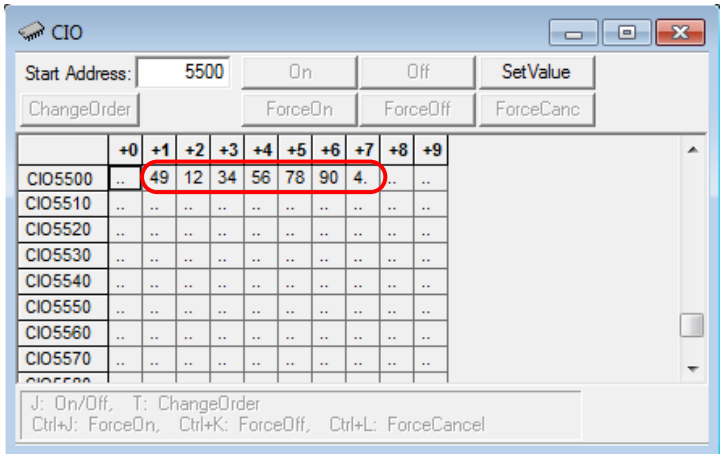 CIO
Start Address: 5500 On Off SetValue
ChangeOrder ForceOn ForceOff ForceCanc
+0 +1 +2 +3 +4 +5 +6 +7 +8 +9
CIO5500 .. 49 12 34 56 78 90 4. .. ..
CIO5510 .. .. .. .. .. .. .. .. .. ..
CIO5520 .. .. .. .. .. .. .. .. .. ..
CIO5530 .. .. .. .. .. .. .. .. .. ..
CIO5540 .. .. .. .. .. .. .. .. .. ..
CIO5550 .. .. .. .. .. .. .. .. .. ..
CIO5560 .. .. .. .. .. .. .. .. .. ..
CIO5570 .. .. .. .. .. .. .. .. .. ..
J: On/Off, T: ChangeOrder
Ctrl+J: ForceOn, Ctrl+K: ForceOff, Ctrl+L: ForceCancel